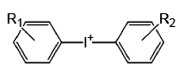 R₁ R₂
I⁺